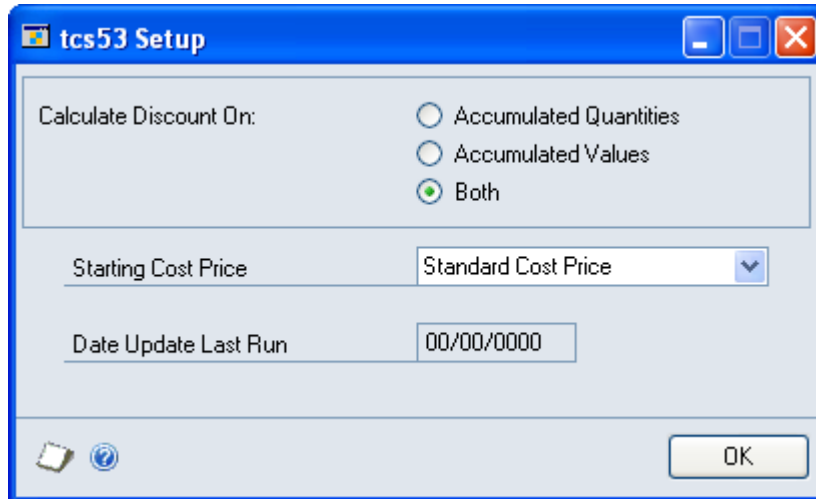 tcs53 Setup
Calculate Discount On:
Accumulated Quantities
Accumulated Values
Both
Starting Cost Price
Standard Cost Price
Date Update Last Run
00/00/0000
OK